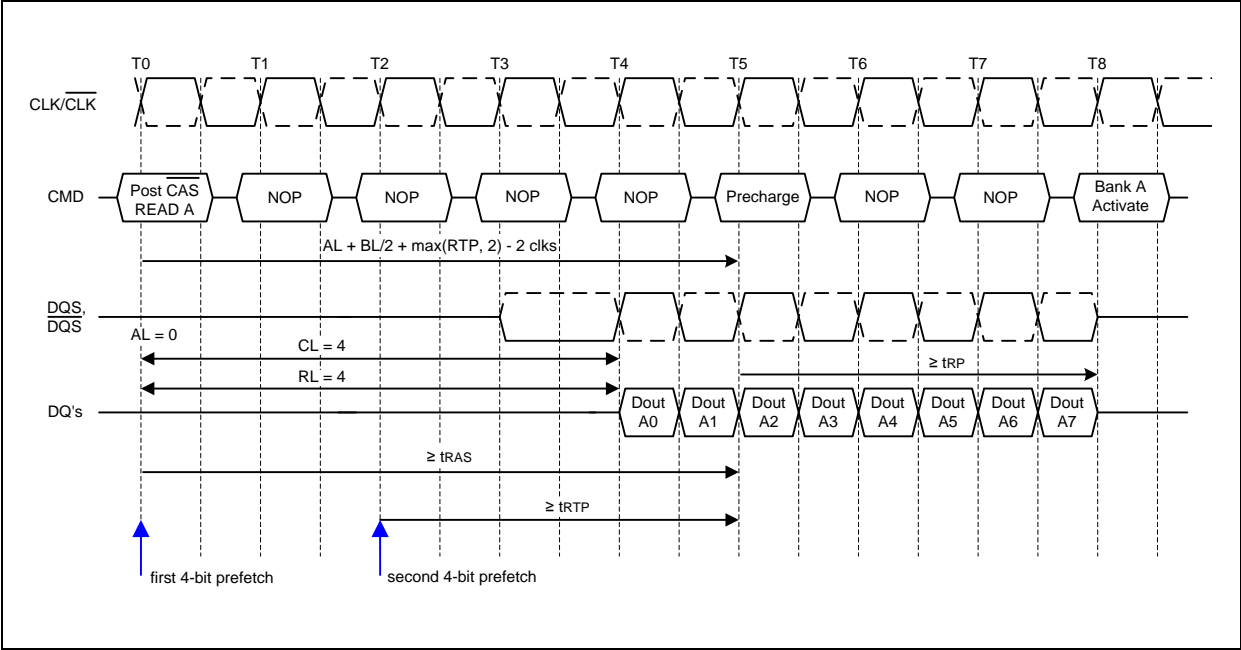 T0 T1 T2 T3 T4 T5 T6 T7 T8
CLK/CLK
CMD
Post CAS
READ A
NOP
NOP
NOP
NOP
Precharge
NOP
NOP
Bank A
Activate
AL + BL/2 + max(RTP, 2) - 2 clks
DQS,
DQS
AL = 0
CL = 4
≥ tRP
RL = 4
DQ's
Dout
A0
Dout
A1
Dout
A2
Dout
A3
Dout
A4
Dout
A5
Dout
A6
Dout
A7
≥ tRAS
≥ tRTP
first 4-bit prefetch
second 4-bit prefetch